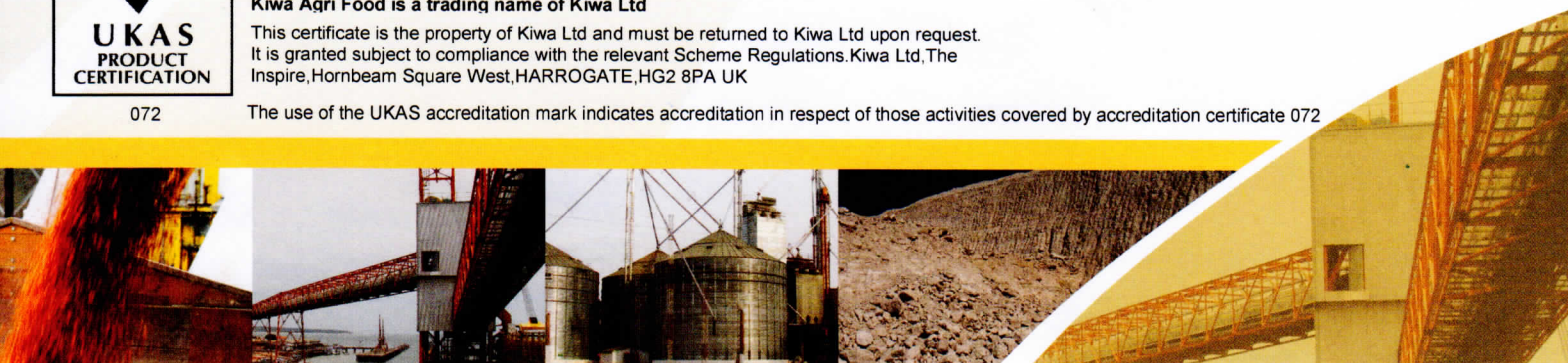 Kiwa Agri Food is a trading name of Kiwa Ltd
UKAS
PRODUCT
CERTIFICATION
072
This certificate is the property of Kiwa Ltd and must be returned to Kiwa Ltd upon request.
It is granted subject to compliance with the relevant Scheme Regulations.Kiwa Ltd,The
Inspire,Hornbeam Square West,HARROGATE,HG2 8PA UK
The use of the UKAS accreditation mark indicates accreditation in respect of those activities covered by accreditation certificate 072